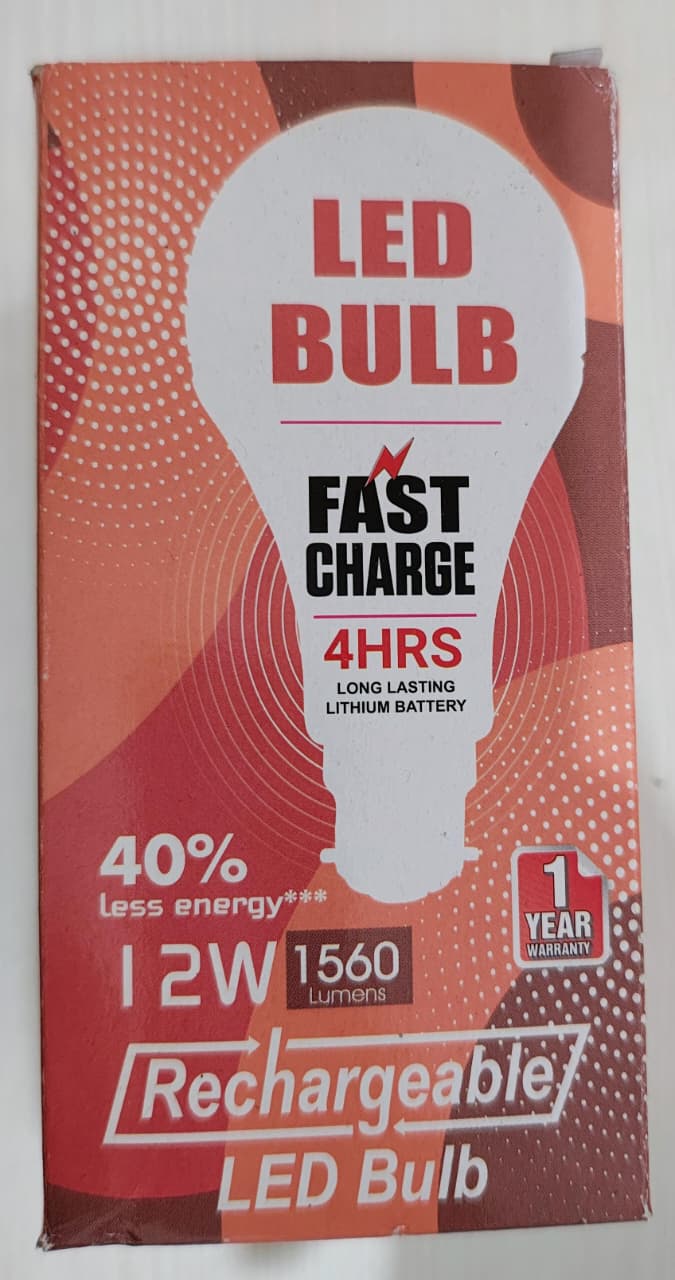 LED
BULB
FAST
CHARGE
4HRS
LONG LASTING
LITHIUM BATTERY
40%
less energy***
12W 1560
Lumens
1
YEAR
WARRANTY
Rechargeable
LED Bulb